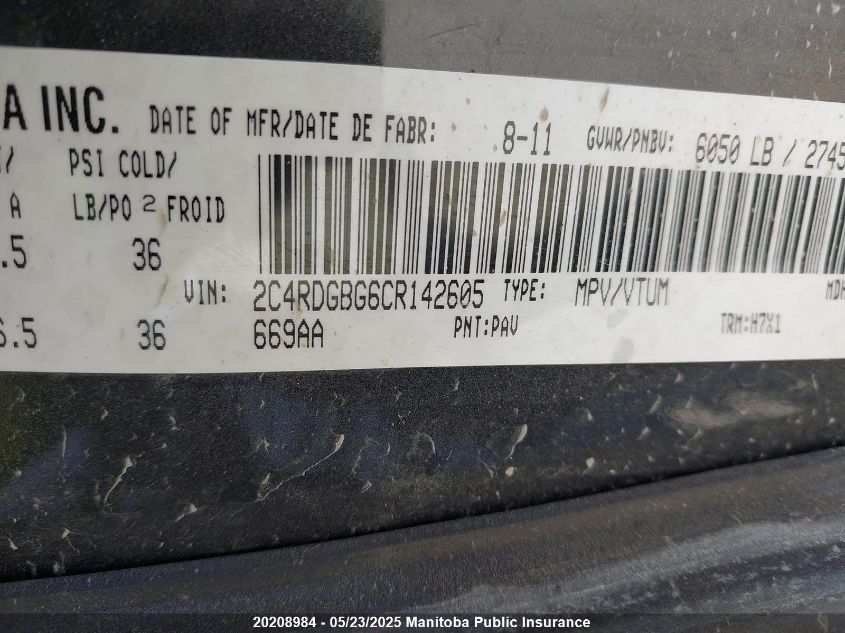 A INC. DATE OF MFR/DATE DE FABR: 8-11 GVWR/PNBV: 6050 LB / 2745
/ PSI COLD/
A LB/PO 2 FROID
.5 36
VIN: 2C4RDGBG6CR142605 TYPE: MPV/VTUM MDH
6.5 36 669AA PNT:PAV TRM:H7X1
20208984 - 05/23/2025 Manitoba Public Insurance